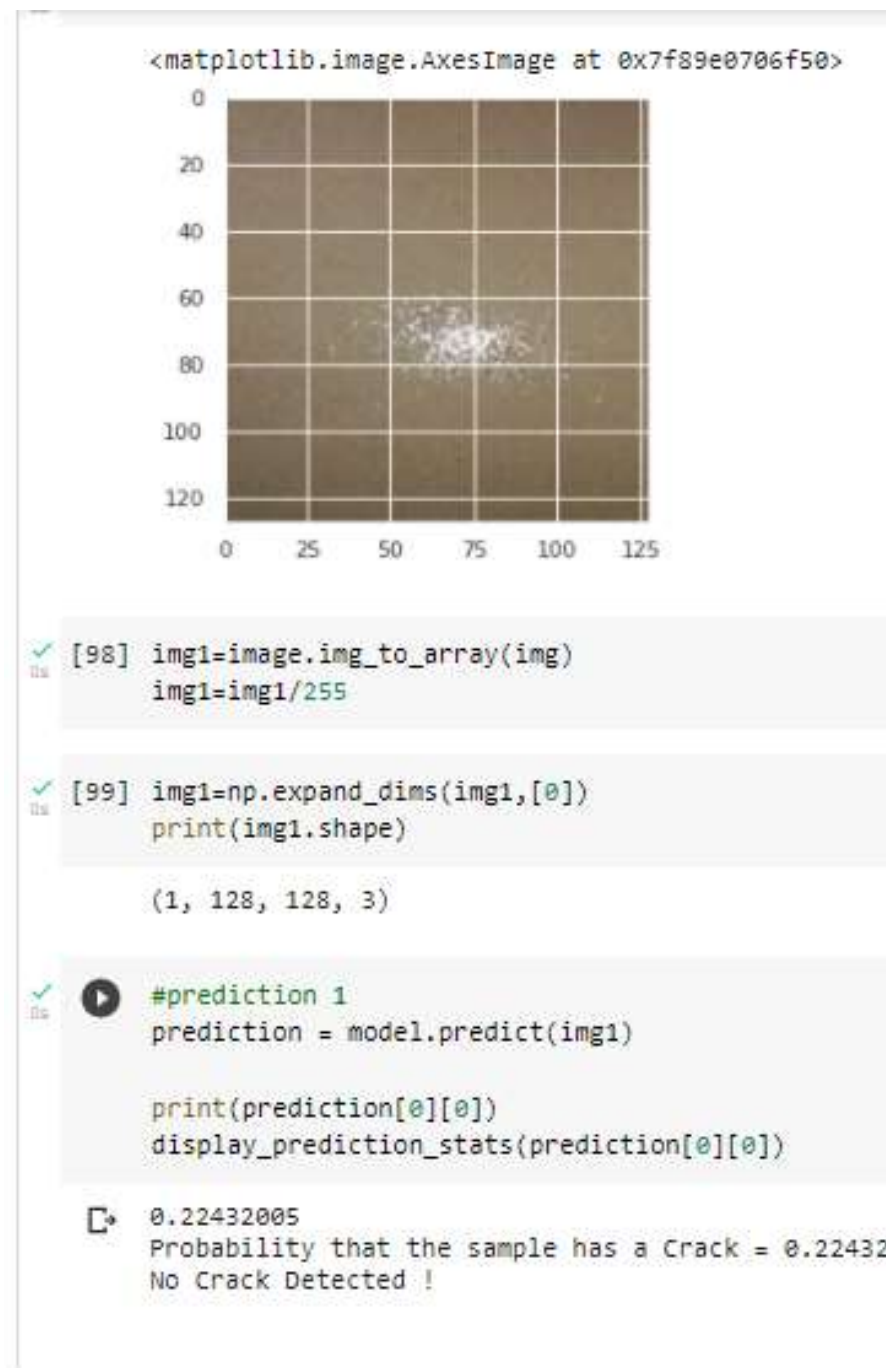 <matplotlib.image.AxesImage at 0x7f89e0706f50>
0
20
40
60
80
100
120
0 25 50 75 100 125
[98] img1=image.img_to_array(img)
0s
img1=img1/255
[99] img1=np.expand_dims(img1,[0])
0s
print(img1.shape)
(1, 128, 128, 3)
#prediction 1
0s
prediction = model.predict(img1)
print(prediction[0][0])
display_prediction_stats(prediction[0][0])
0.22432005
Probability that the sample has a Crack = 0.22432
No Crack Detected !